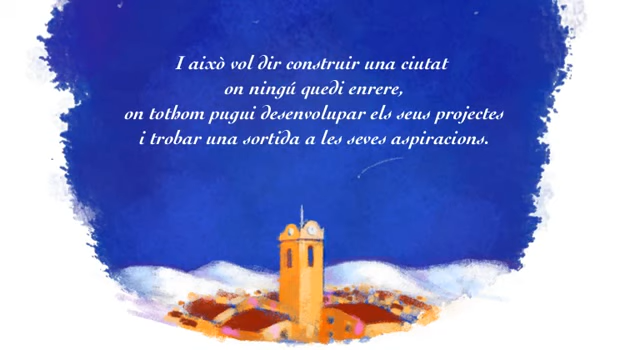 I això vol dir construir una ciutat
on ningú quedi enrere,
on tothom pugui desenvolupar els seus projectes
i trobar una sortida a les seves aspiracions.